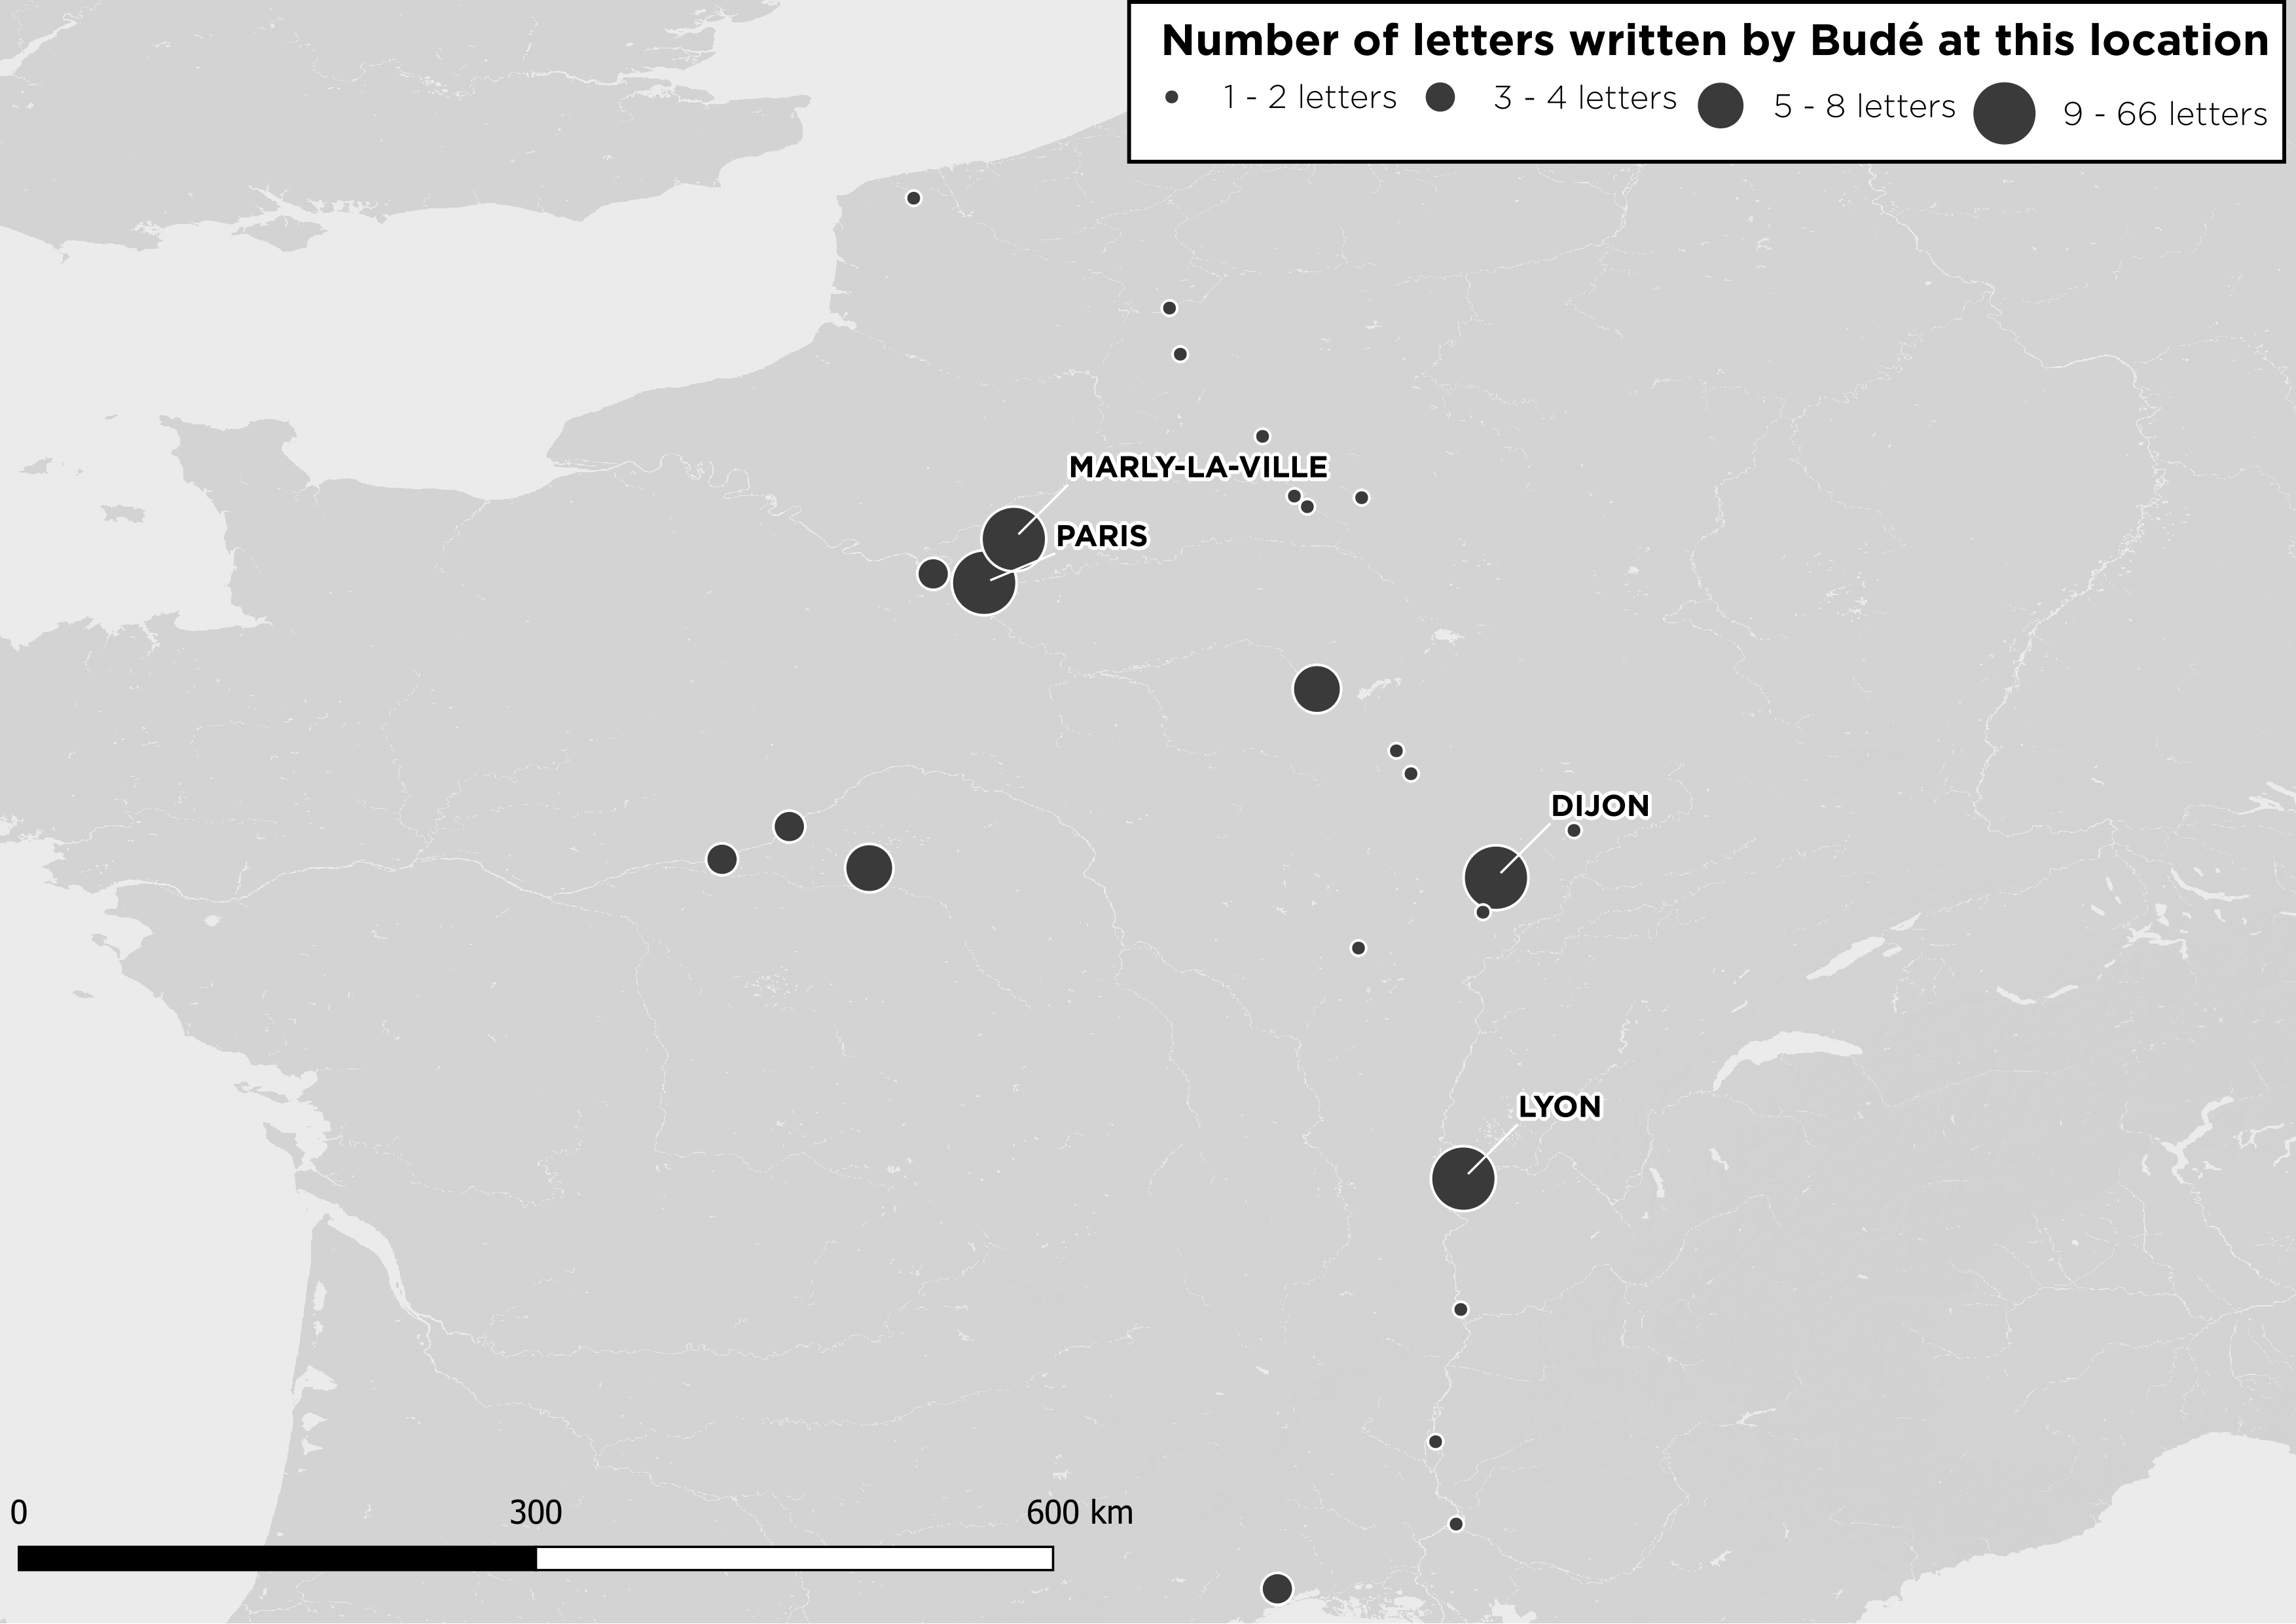 Number of letters written by Budé at this location
1 - 2 letters 3 - 4 letters 5 - 8 letters 9 - 66 letters
MARLY-LA-VILLE
PARIS
DIJON
LYON
0 300 600 km